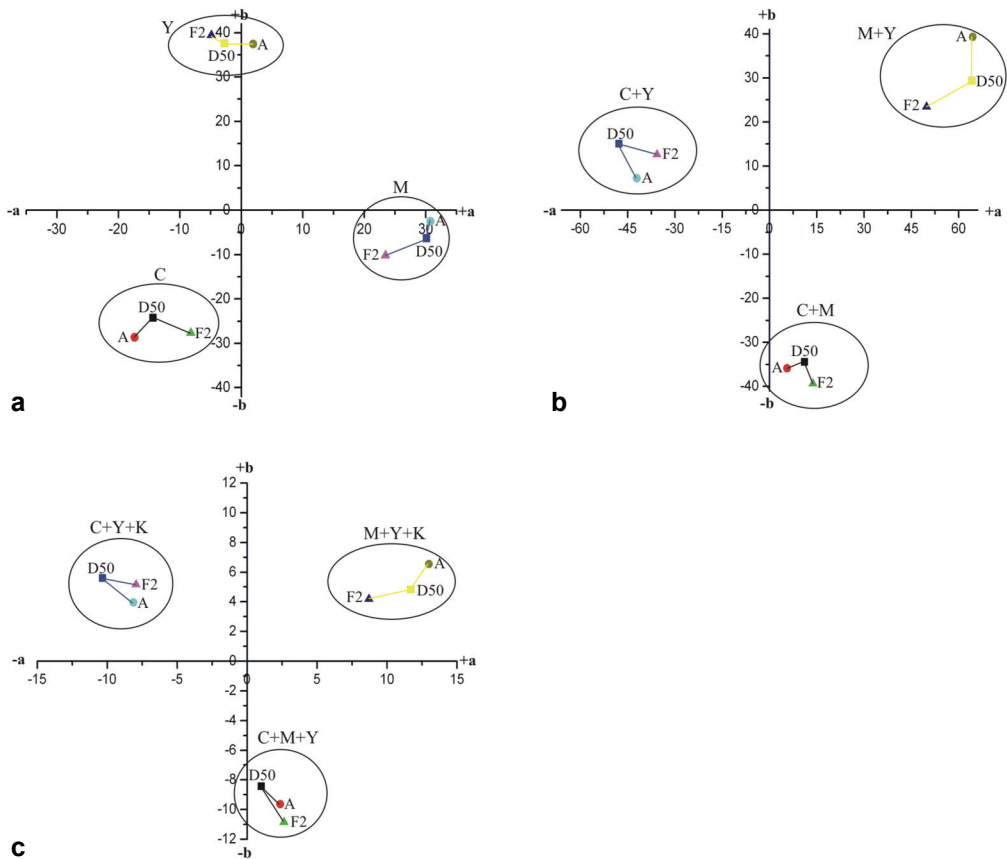 +b
40
Y F2 A
D50
30
20
10
M
-a 0 +a
-30 -20 -10 0 10 20 30
A
D50
F2
-10
C
-20
D50
A F2
-30
-40
-b
a
+b
40
M+Y A
30
D50
F2
C+Y
20
D50
F2
10
A
-a 0 +a
-60 -45 -30 -15 0 15 30 45 60
-10
-20
C+M
-30
D50
A
F2
-40
-b
b
+b
12
10
8
C+Y+K M+Y+K
6
D50 A
F2 D50
4
A F2
2
-a 0 +a
-15 -10 -5 0 5 10 15
-2
-4
C+M+Y
-6
D50
-8
A
-10
F2
-12
-b
c